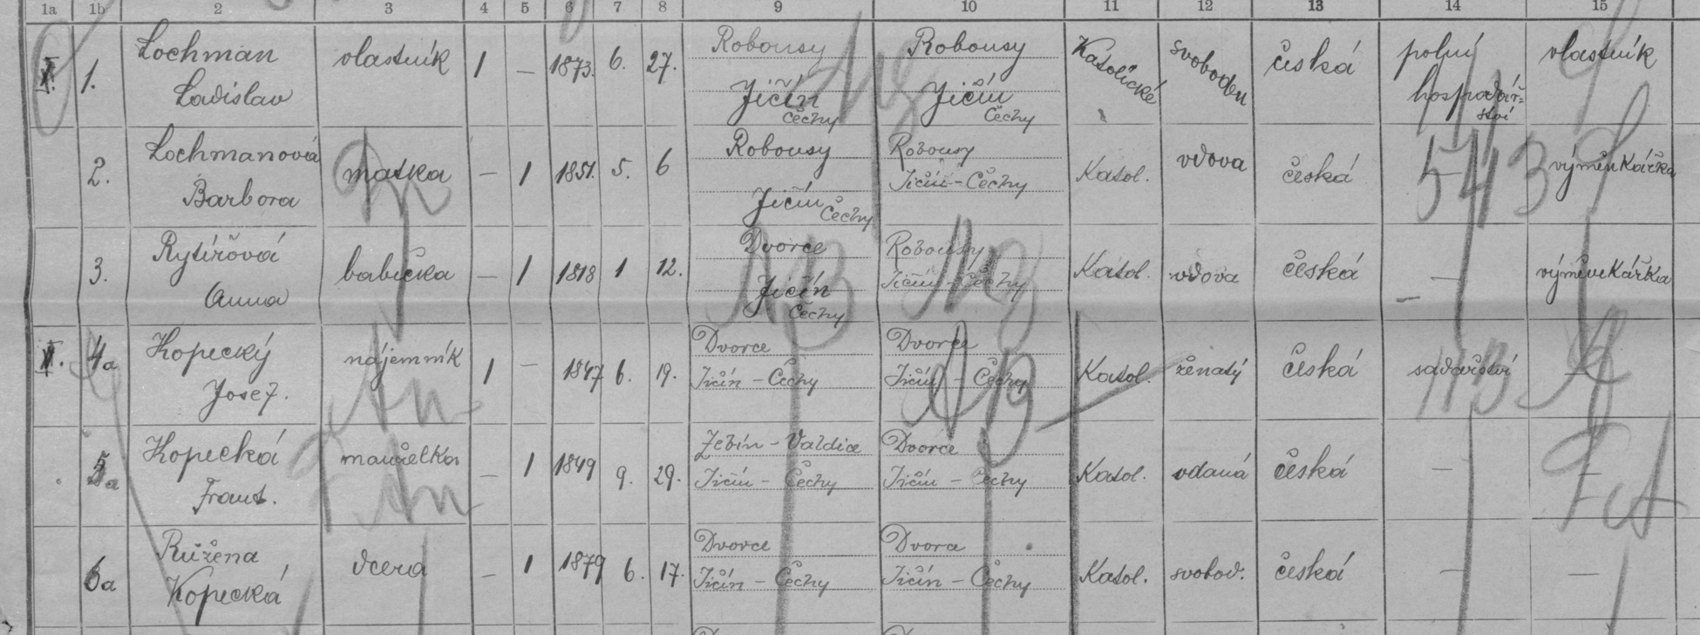 1a 1b 2 3 4 5 6 7 8 9 10 11 12 13 14 15
I. 1. Lochman Ladislav vlastník 1 — 1873. 6. 27. Robousy Jičín Čechy Robousy Jičín Čechy Katolické svoboden česká polní hospodář- ství vlastník
2. Lochmanová Barbora matka — 1 1851. 5. 6 Robousy Jičín Čechy Robousy Jičín - Čechy Katol. vdova česká — výměnkářka
3. Rytířová Anna babička — 1 1818 1 12. Dvorce Jičín Čechy Robousy Jičín - Čechy Katol. vdova česká — výměnkářka
II. 4a Kopecký Josef. nájemník 1 — 1847 6. 19. Dvorce Jičín - Čechy Dvorce Jičín - Čechy Katol. ženatý česká sadařství —
5a Kopecká Frant. manželka — 1 1849 9. 29. Zebín - Valdice Jičín - Čechy Dvorce Jičín - Čechy Katol. vdaná česká — —
6a Růžena Kopecká dcera — 1 1879 6. 17. Dvorce Jičín - Čechy Dvorce Jičín - Čechy Katol. svobod. česká — —